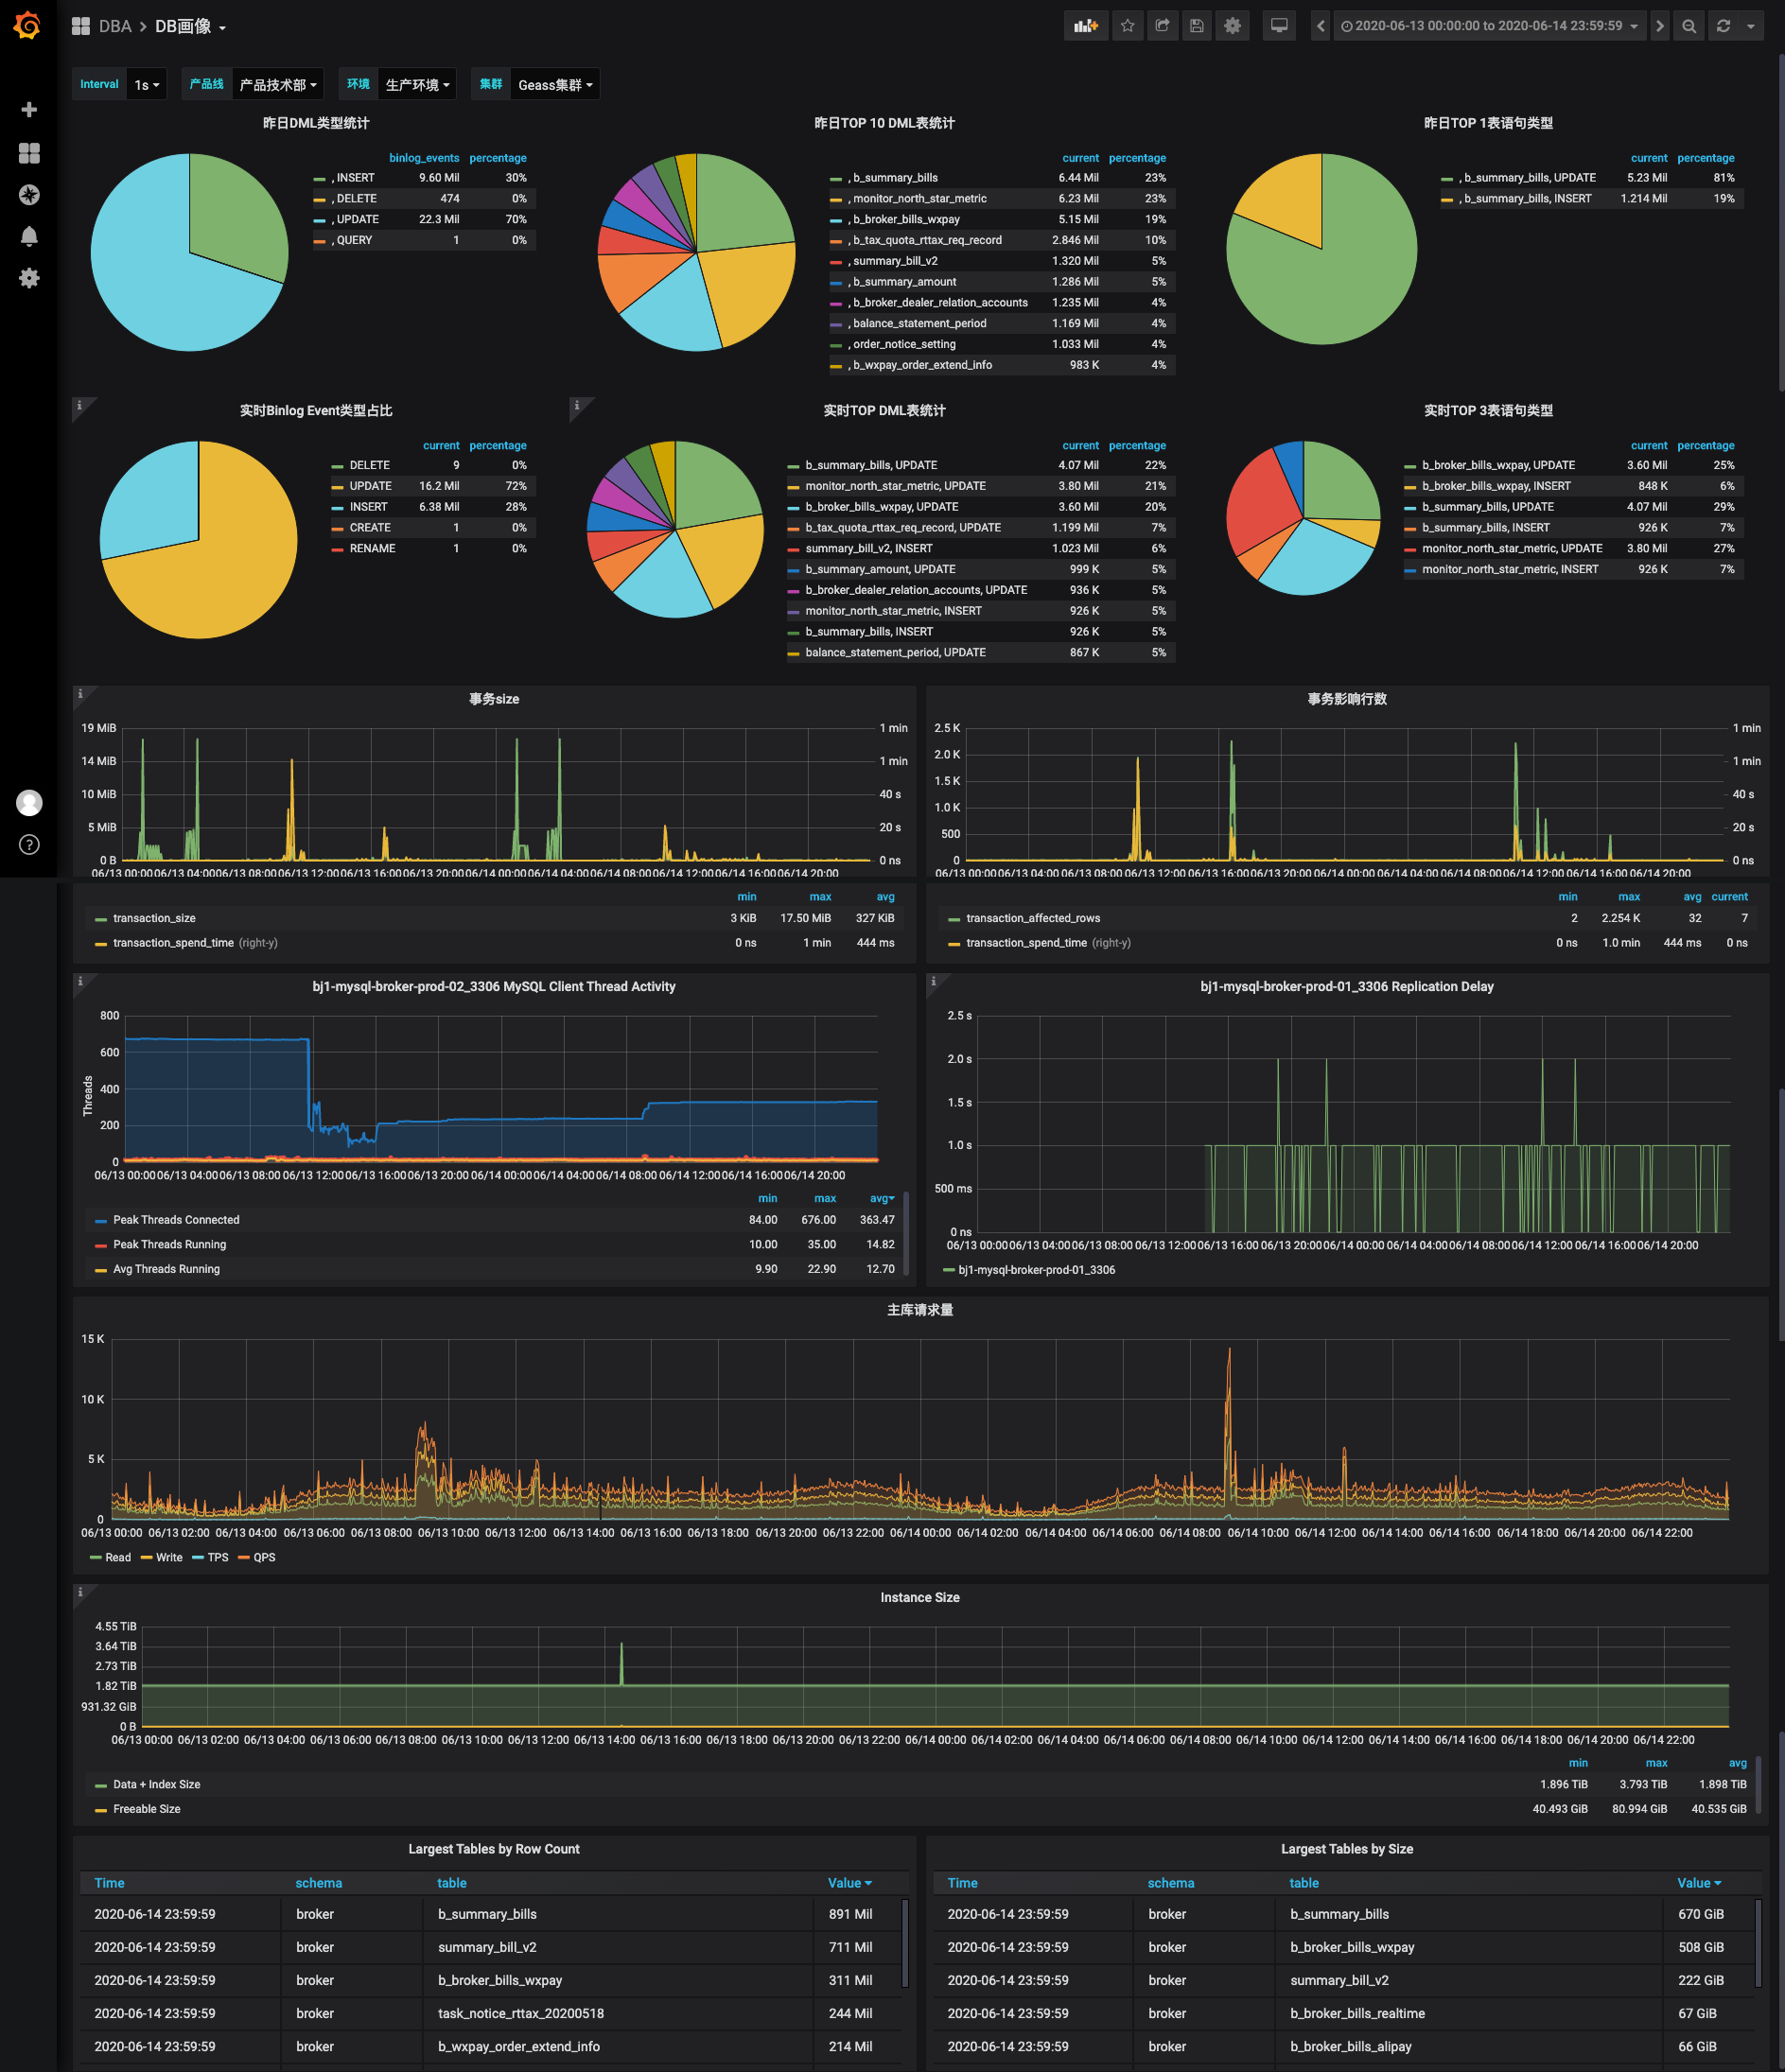 DBA > DB画像
2020-06-13 00:00:00 to 2020-06-14 23:59:59
Interval 1s 产品线 产品技术部 环境 生产环境 集群 Geass集群
昨日DML类型统计
binlog_events percentage
, INSERT 9.60 Mil 30%
, DELETE 474 0%
, UPDATE 22.3 Mil 70%
, QUERY 1 0%
昨日TOP 10 DML表统计
current percentage
, b_summary_bills 6.44 Mil 23%
, monitor_north_star_metric 6.23 Mil 23%
, b_broker_bills_wxpay 5.15 Mil 19%
, b_tax_quota_rttax_req_record 2.846 Mil 10%
, summary_bill_v2 1.320 Mil 5%
, b_summary_amount 1.286 Mil 5%
, b_broker_dealer_relation_accounts 1.235 Mil 4%
, balance_statement_period 1.169 Mil 4%
, order_notice_setting 1.033 Mil 4%
, b_wxpay_order_extend_info 983 K 4%
昨日TOP 1表语句类型
current percentage
, b_summary_bills, UPDATE 5.23 Mil 81%
, b_summary_bills, INSERT 1.214 Mil 19%
实时Binlog Event类型占比
current percentage
DELETE 9 0%
UPDATE 16.2 Mil 72%
INSERT 6.38 Mil 28%
CREATE 1 0%
RENAME 1 0%
实时TOP DML表统计
current percentage
b_summary_bills, UPDATE 4.07 Mil 22%
monitor_north_star_metric, UPDATE 3.80 Mil 21%
b_broker_bills_wxpay, UPDATE 3.60 Mil 20%
b_tax_quota_rttax_req_record, UPDATE 1.199 Mil 7%
summary_bill_v2, INSERT 1.023 Mil 6%
b_summary_amount, UPDATE 999 K 5%
b_broker_dealer_relation_accounts, UPDATE 936 K 5%
monitor_north_star_metric, INSERT 926 K 5%
b_summary_bills, INSERT 926 K 5%
balance_statement_period, UPDATE 867 K 5%
实时TOP 3表语句类型
current percentage
b_broker_bills_wxpay, UPDATE 3.60 Mil 25%
b_broker_bills_wxpay, INSERT 848 K 6%
b_summary_bills, UPDATE 4.07 Mil 29%
b_summary_bills, INSERT 926 K 7%
monitor_north_star_metric, UPDATE 3.80 Mil 27%
monitor_north_star_metric, INSERT 926 K 7%
事务size
19 MiB 1 min
14 MiB 1 min
10 MiB 40 s
5 MiB 20 s
0 B 0 ns
06/13 00:00 06/13 04:00 06/13 08:00 06/13 12:00 06/13 16:00 06/13 20:00 06/14 00:00 06/14 04:00 06/14 08:00 06/14 12:00 06/14 16:00 06/14 20:00
min max avg
transaction_size 3 KiB 17.50 MiB 327 KiB
transaction_spend_time (right-y) 0 ns 1 min 444 ms
事务影响行数
2.5 K 1 min
2.0 K 1 min
1.5 K 40 s
1.0 K 20 s
500
0 0 ns
06/13 00:00 06/13 04:00 06/13 08:00 06/13 12:00 06/13 16:00 06/13 20:00 06/14 00:00 06/14 04:00 06/14 08:00 06/14 12:00 06/14 16:00 06/14 20:00
min max avg current
transaction_affected_rows 2 2.254 K 32 7
transaction_spend_time (right-y) 0 ns 1.0 min 444 ms 0 ns
bj1-mysql-broker-prod-02_3306 MySQL Client Thread Activity
Threads
800
600
400
200
0
06/13 00:00 06/13 04:00 06/13 08:00 06/13 12:00 06/13 16:00 06/13 20:00 06/14 00:00 06/14 04:00 06/14 08:00 06/14 12:00 06/14 16:00 06/14 20:00
min max avg
Peak Threads Connected 84.00 676.00 363.47
Peak Threads Running 10.00 35.00 14.82
Avg Threads Running 9.90 22.90 12.70
bj1-mysql-broker-prod-01_3306 Replication Delay
2.5 s
2.0 s
1.5 s
1.0 s
500 ms
0 ns
06/13 00:00 06/13 04:00 06/13 08:00 06/13 12:00 06/13 16:00 06/13 20:00 06/14 00:00 06/14 04:00 06/14 08:00 06/14 12:00 06/14 16:00 06/14 20:00
bj1-mysql-broker-prod-01_3306
主库请求量
15 K
10 K
5 K
0
06/13 00:00 06/13 02:00 06/13 04:00 06/13 06:00 06/13 08:00 06/13 10:00 06/13 12:00 06/13 14:00 06/13 16:00 06/13 18:00 06/13 20:00 06/13 22:00 06/14 00:00 06/14 02:00 06/14 04:00 06/14 06:00 06/14 08:00 06/14 10:00 06/14 12:00 06/14 14:00 06/14 16:00 06/14 18:00 06/14 20:00 06/14 22:00
Read Write TPS QPS
Instance Size
4.55 TiB
3.64 TiB
2.73 TiB
1.82 TiB
931.32 GiB
0 B
06/13 00:00 06/13 02:00 06/13 04:00 06/13 06:00 06/13 08:00 06/13 10:00 06/13 12:00 06/13 14:00 06/13 16:00 06/13 18:00 06/13 20:00 06/13 22:00 06/14 00:00 06/14 02:00 06/14 04:00 06/14 06:00 06/14 08:00 06/14 10:00 06/14 12:00 06/14 14:00 06/14 16:00 06/14 18:00 06/14 20:00 06/14 22:00
min max avg
Data + Index Size 1.896 TiB 3.793 TiB 1.898 TiB
Freeable Size 40.493 GiB 80.994 GiB 40.535 GiB
Largest Tables by Row Count
Time schema table Value
2020-06-14 23:59:59 broker b_summary_bills 891 Mil
2020-06-14 23:59:59 broker summary_bill_v2 711 Mil
2020-06-14 23:59:59 broker b_broker_bills_wxpay 311 Mil
2020-06-14 23:59:59 broker task_notice_rttax_20200518 244 Mil
2020-06-14 23:59:59 broker b_wxpay_order_extend_info 214 Mil
Largest Tables by Size
Time schema table Value
2020-06-14 23:59:59 broker b_summary_bills 670 GiB
2020-06-14 23:59:59 broker b_broker_bills_wxpay 508 GiB
2020-06-14 23:59:59 broker summary_bill_v2 222 GiB
2020-06-14 23:59:59 broker b_broker_bills_realtime 67 GiB
2020-06-14 23:59:59 broker b_broker_bills_alipay 66 GiB